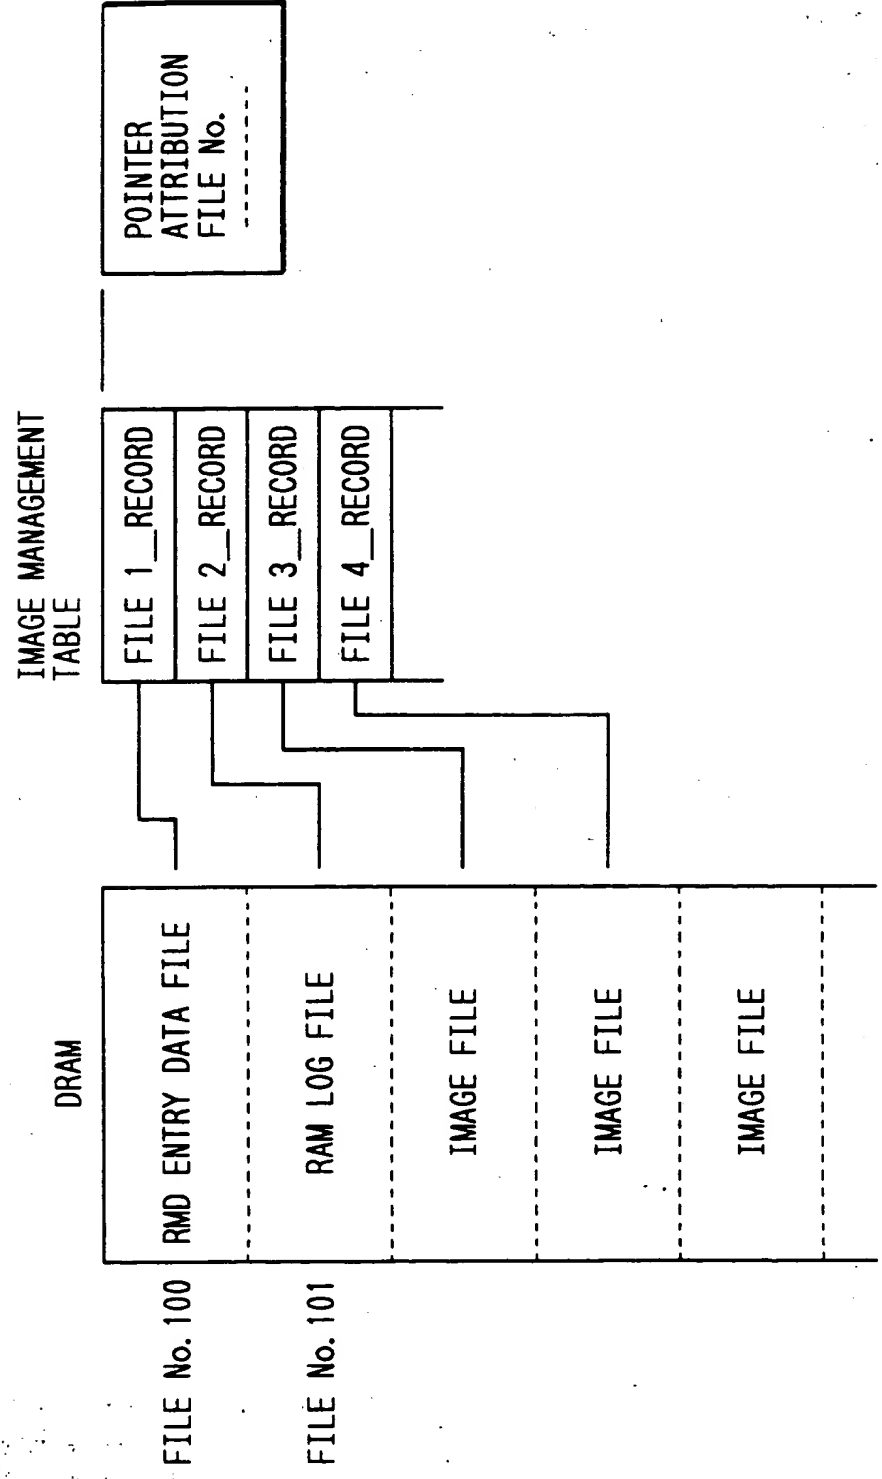 DRAM
FILE No. 100
RMD ENTRY DATA FILE
FILE No. 101
RAM LOG FILE
IMAGE FILE
IMAGE FILE
IMAGE FILE
IMAGE MANAGEMENT
TABLE
FILE 1_RECORD
FILE 2_RECORD
FILE 3_RECORD
FILE 4_RECORD
POINTER
ATTRIBUTION
FILE No.